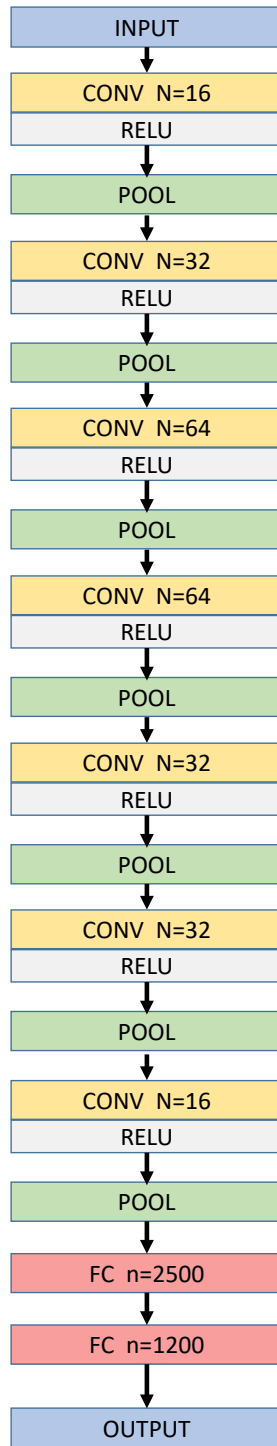 INPUT
CONV N=16
RELU
POOL
CONV N=32
RELU
POOL
CONV N=64
RELU
POOL
CONV N=64
RELU
POOL
CONV N=32
RELU
POOL
CONV N=32
RELU
POOL
CONV N=16
RELU
POOL
FC n=2500
FC n=1200
OUTPUT